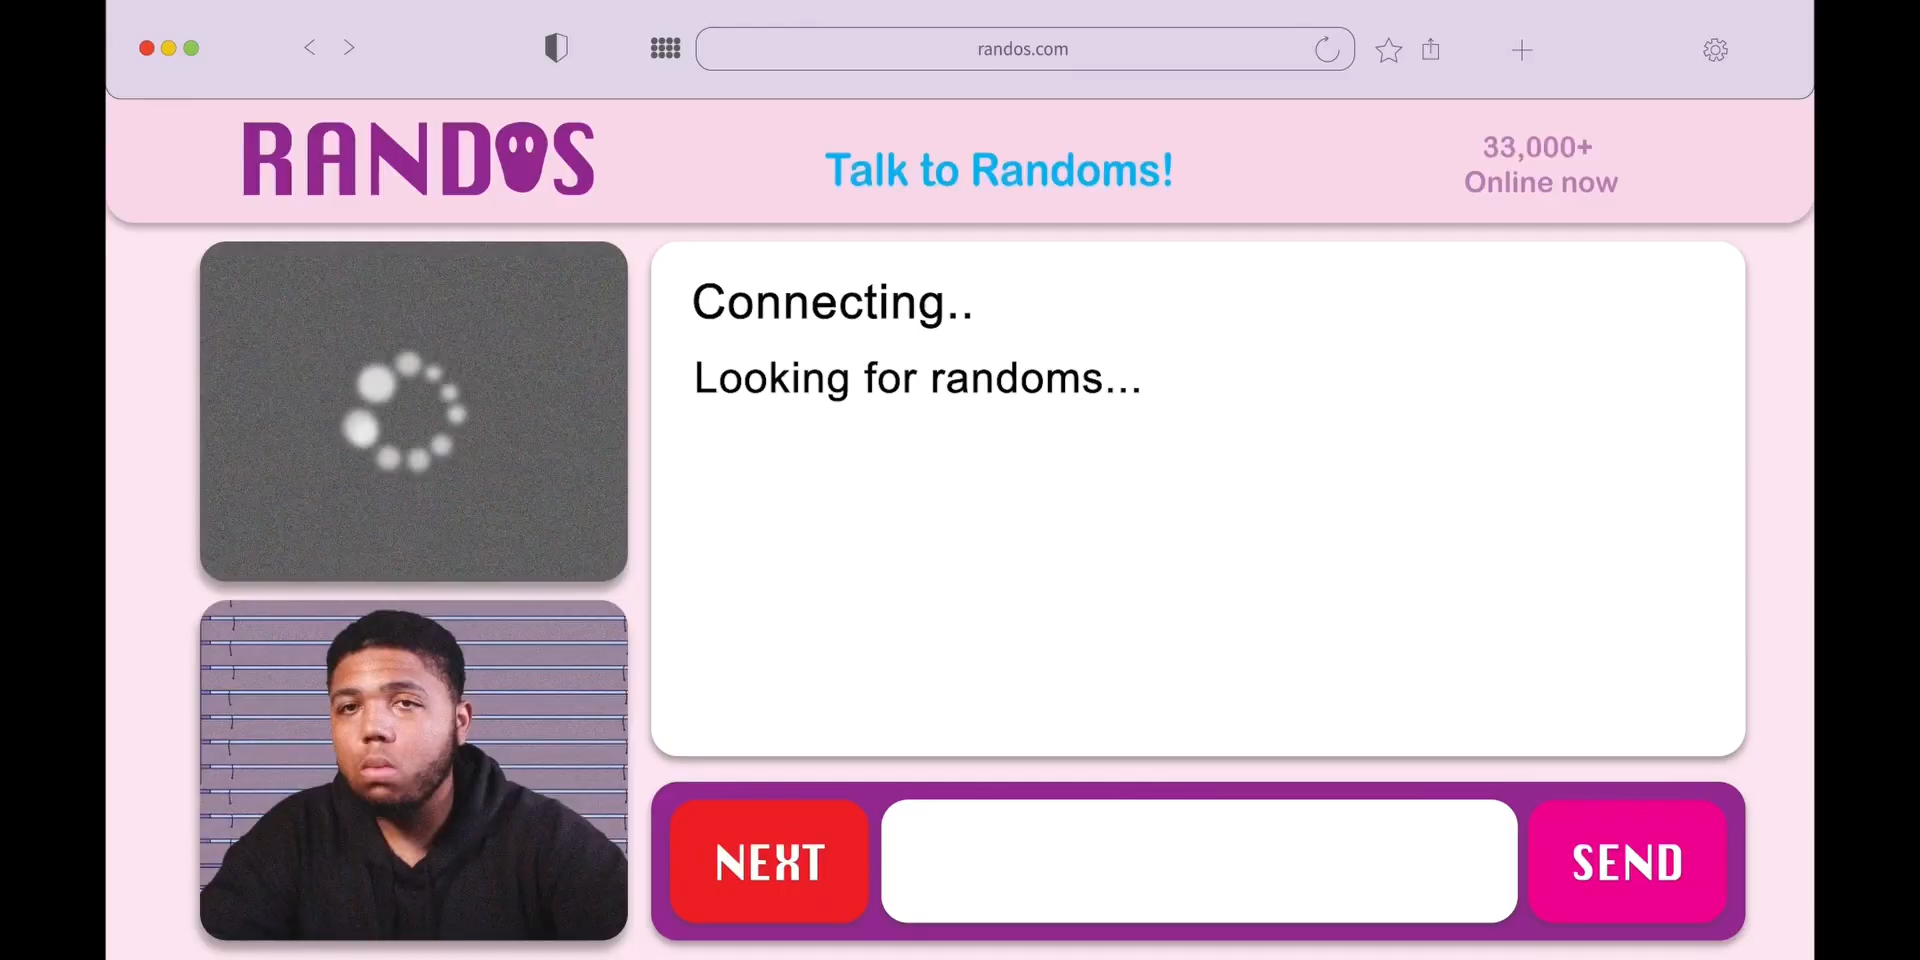 randos.com
RANDOS
Talk to Randoms!
33,000+
Online now
Connecting..
Looking for randoms...
NEXT
SEND